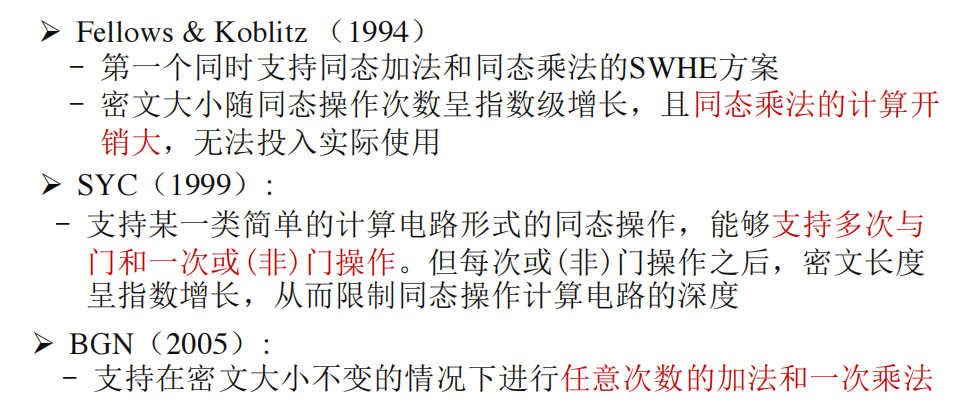 ➢ Fellows & Koblitz （1994）
– 第一个同时支持同态加法和同态乘法的SWHE方案
– 密文大小随同态操作次数呈指数级增长，且同态乘法的计算开
销大，无法投入实际使用
➢ SYC（1999）:
– 支持某一类简单的计算电路形式的同态操作，能够支持多次与
门和一次或(非)门操作。但每次或(非)门操作之后，密文长度
呈指数增长，从而限制同态操作计算电路的深度
➢ BGN（2005）:
– 支持在密文大小不变的情况下进行任意次数的加法和一次乘法